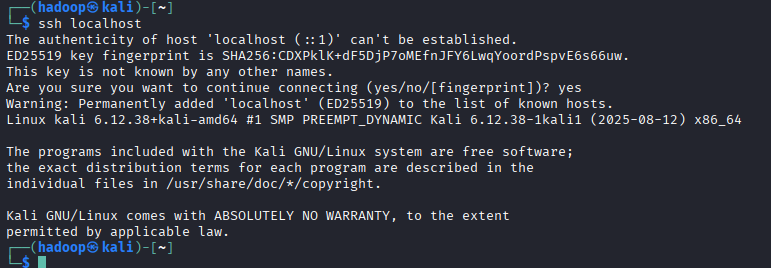 ┌──(hadoop㉿kali)-[~]
└─$ ssh localhost
The authenticity of host 'localhost (::1)' can't be established.
ED25519 key fingerprint is SHA256:CDXPklK+dF5DjP7oMEfnJFY6LwqYoordPspvE6s66uw.
This key is not known by any other names.
Are you sure you want to continue connecting (yes/no/[fingerprint])? yes
Warning: Permanently added 'localhost' (ED25519) to the list of known hosts.
Linux kali 6.12.38+kali-amd64 #1 SMP PREEMPT_DYNAMIC Kali 6.12.38-1kali1 (2025-08-12) x86_64

The programs included with the Kali GNU/Linux system are free software;
the exact distribution terms for each program are described in the
individual files in /usr/share/doc/*/copyright.

Kali GNU/Linux comes with ABSOLUTELY NO WARRANTY, to the extent
permitted by applicable law.
┌──(hadoop㉿kali)-[~]
└─$